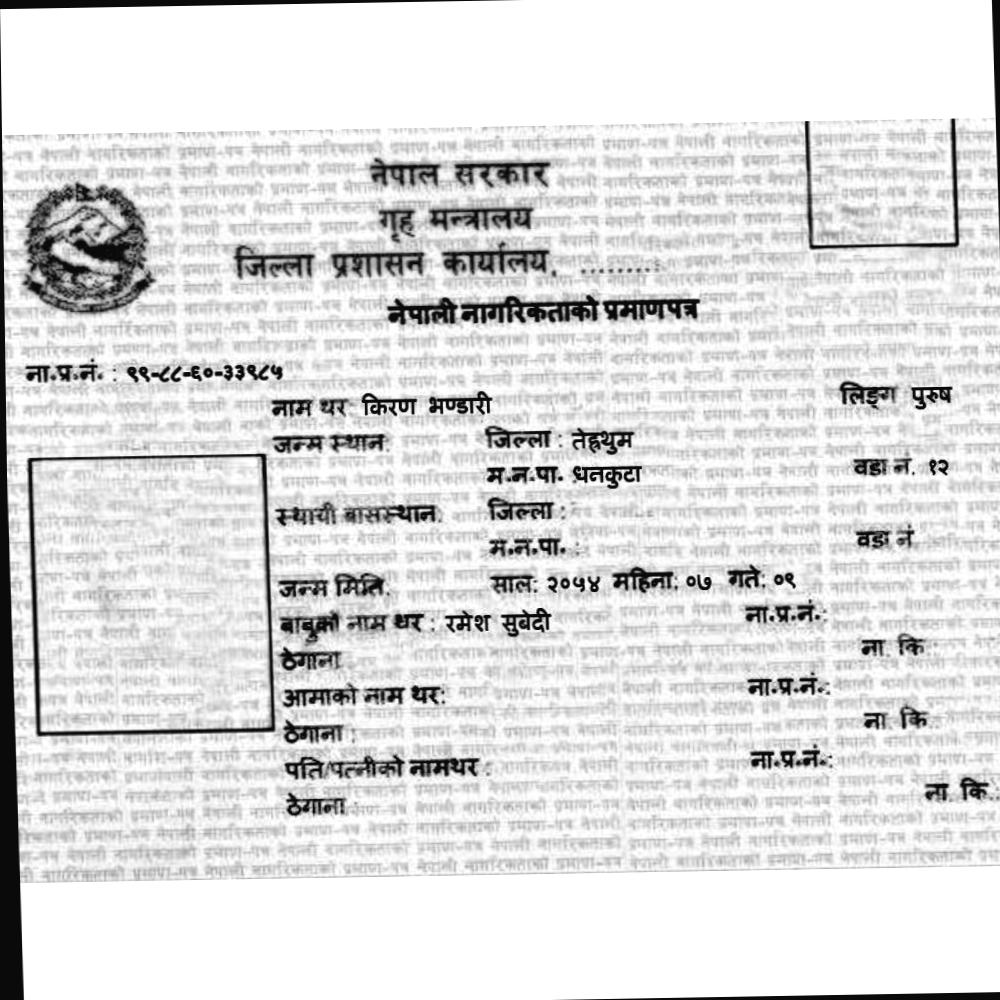 नेपाल सरकार
गृह मन्त्रालय
जिल्ला प्रशासन कार्यालय, .........
नेपाली नागरिकताको प्रमाणपत्र
ना.प्र.नं. : ९९-८८-६०-३३९८५
नाम थर: किरण भण्डारी लिङ्ग पुरुष
जन्म स्थान: जिल्ला : तेह्रथुम
म.न.पा. धनकुटा वडा नं. १२
स्थायी बासस्थान: जिल्ला :
म.न.पा. : वडा नं
जन्म मिति: साल: २०५४ महिना: ०७ गते: ०९
बाबुको नाम थर : रमेश सुवेदी ना.प्र.नं.:
ठेगाना ना. कि.:
आमाको नाम थर: ना.प्र.नं.:
ठेगाना : ना. कि.:
पति/पत्नीको नामथर : ना.प्र.नं.:
ठेगाना : ना. कि.: